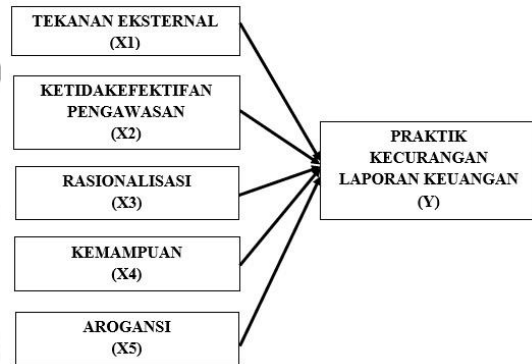 TEKANAN EKSTERNAL
(X1)
KETIDAKEFEKTIFAN
PENGAWASAN
(X2)
RASIONALISASI
(X3)
KEMAMPUAN
(X4)
AROGANSI
(X5)
PRAKTIK
KECURANGAN
LAPORAN KEUANGAN
(Y)